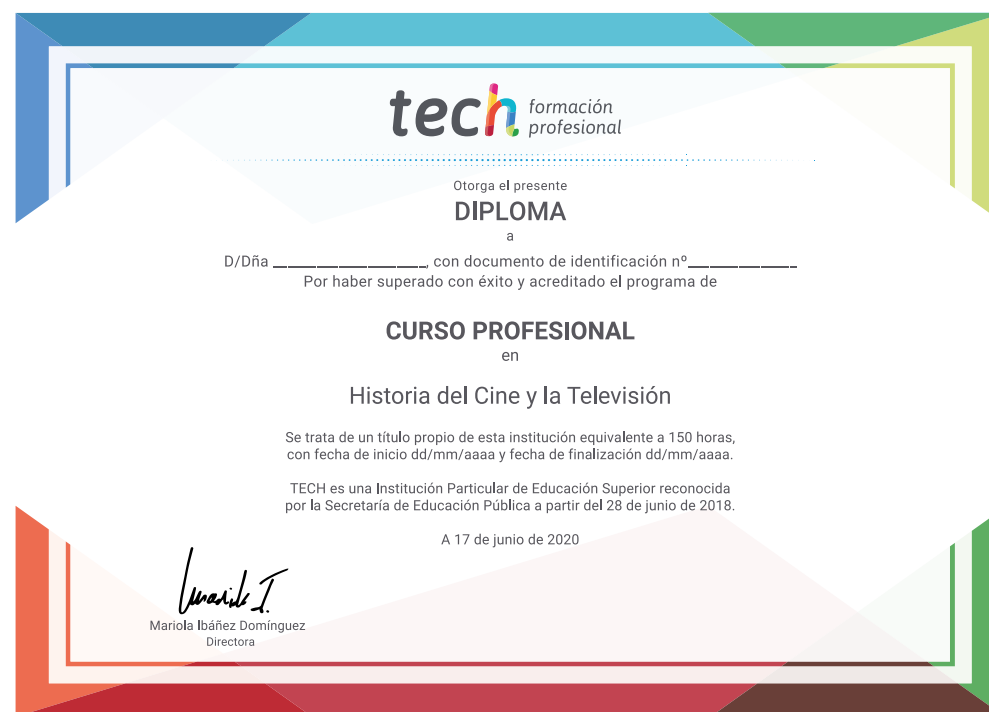 tech formación
profesional
Otorga el presente
DIPLOMA
a
D/Dña ____________________, con documento de identificación nº______________
Por haber superado con éxito y acreditado el programa de
CURSO PROFESIONAL
en
Historia del Cine y la Televisión
Se trata de un título propio de esta institución equivalente a 150 horas,
con fecha de inicio dd/mm/aaaa y fecha de finalización dd/mm/aaaa.
TECH es una Institución Particular de Educación Superior reconocida
por la Secretaría de Educación Pública a partir del 28 de junio de 2018.
A 17 de junio de 2020
Mariola Ibáñez Domínguez
Directora